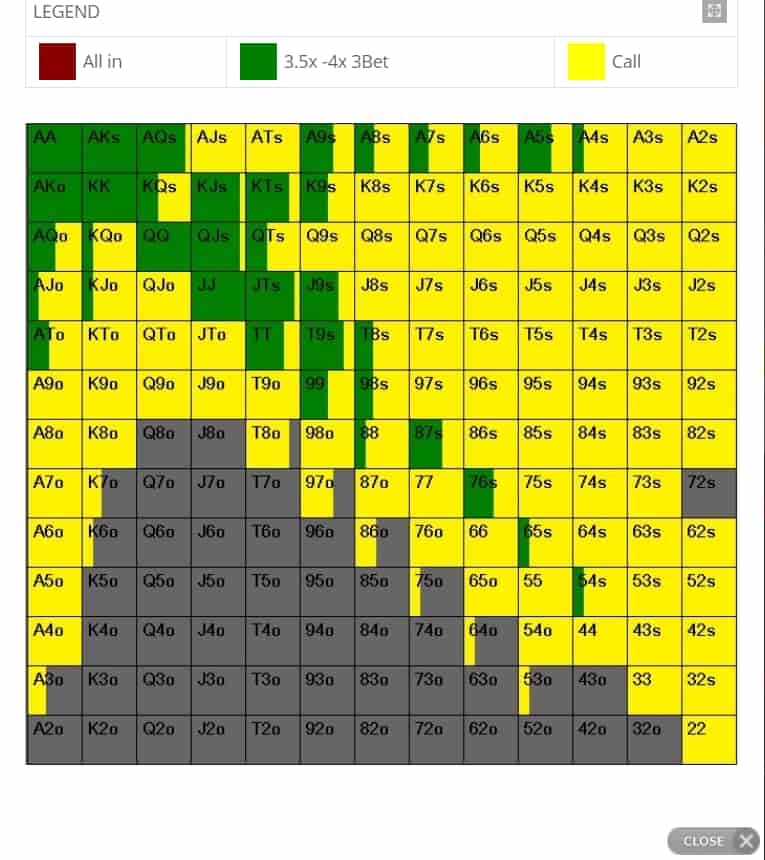 LEGEND
All in 3.5x -4x 3Bet Call
AA AKs AQs AJs ATs A9s A8s A7s A6s A5s A4s A3s A2s
AKo KK KQs KJs KTs K9s K8s K7s K6s K5s K4s K3s K2s
AQo KQo QQ QJs QTs Q9s Q8s Q7s Q6s Q5s Q4s Q3s Q2s
AJo KJo QJo JJ JTs J9s J8s J7s J6s J5s J4s J3s J2s
ATo KTo QTo JTo TT T9s T8s T7s T6s T5s T4s T3s T2s
A9o K9o Q9o J9o T9o 99 98s 97s 96s 95s 94s 93s 92s
A8o K8o Q8o J8o T8o 98o 88 87s 86s 85s 84s 83s 82s
A7o K7o Q7o J7o T7o 97o 87o 77 76s 75s 74s 73s 72s
A6o K6o Q6o J6o T6o 96o 86o 76o 66 65s 64s 63s 62s
A5o K5o Q5o J5o T5o 95o 85o 75o 65o 55 54s 53s 52s
A4o K4o Q4o J4o T4o 94o 84o 74o 64o 54o 44 43s 42s
A3o K3o Q3o J3o T3o 93o 83o 73o 63o 53o 43o 33 32s
A2o K2o Q2o J2o T2o 92o 82o 72o 62o 52o 42o 32o 22
CLOSE